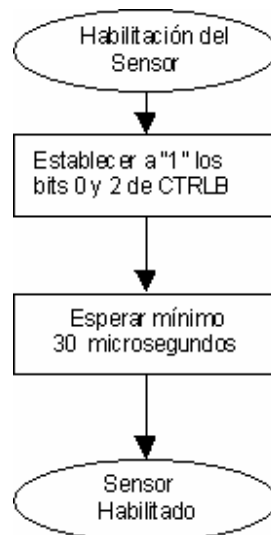 Habilitación del
Sensor
Establecer a "1" los
bits 0 y 2 de CTRLB
Esperar mínimo
30 microsegundos
Sensor
Habilitado